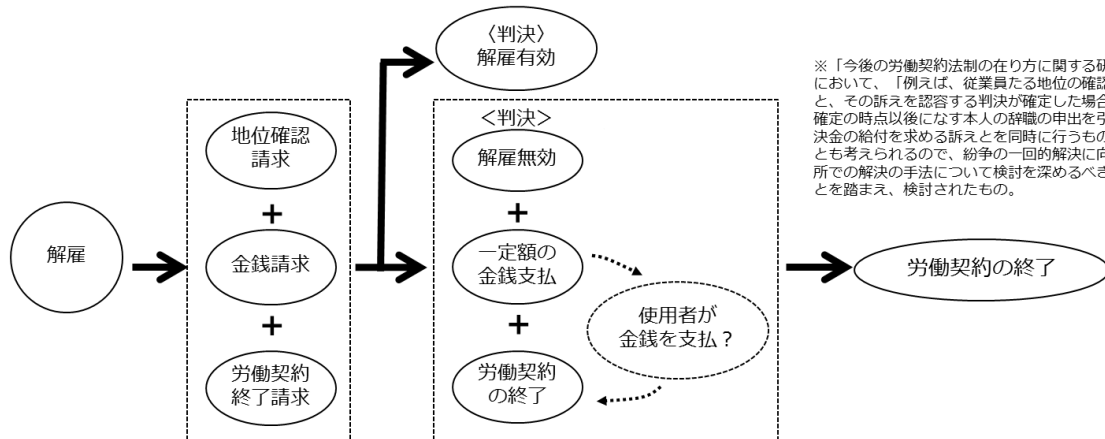 解雇
地位確認
請求
+
金銭請求
+
労働契約
終了請求
〈判決〉
解雇有効
<判決>
解雇無効
+
一定額の
金銭支払
+
労働契約
の終了
使用者が
金銭を支払？
※「今後の労働契約法制の在り方に関する研
において、「例えば、従業員たる地位の確認
と、その訴えを認容する判決が確定した場合
確定の時点以後になす本人の辞職の申出を引
決金の給付を求める訴えとを同時に行うもの
とも考えられるので、紛争の一回的解決に向
所での解決の手法について検討を深めるべき
とを踏まえ、検討されたもの。
労働契約の終了